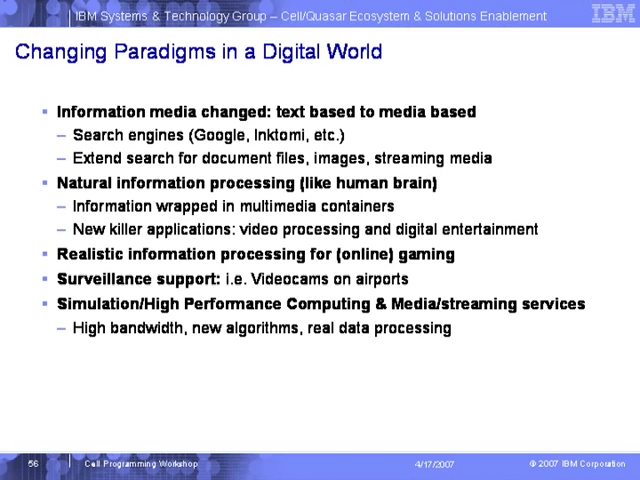 IBM Systems & Technology Group – Cell/Quasar Ecosystem & Solutions Enablement
IBM
Changing Paradigms in a Digital World
▪ Information media changed: text based to media based
– Search engines (Google, Inktomi, etc.)
– Extend search for document files, images, streaming media
▪ Natural information processing (like human brain)
– Information wrapped in multimedia containers
– New killer applications: video processing and digital entertainment
▪ Realistic information processing for (online) gaming
▪ Surveillance support: i.e. Videocams on airports
▪ Simulation/High Performance Computing & Media/streaming services
– High bandwidth, new algorithms, real data processing
56 Cell Programming Workshop 4/17/2007 © 2007 IBM Corporation